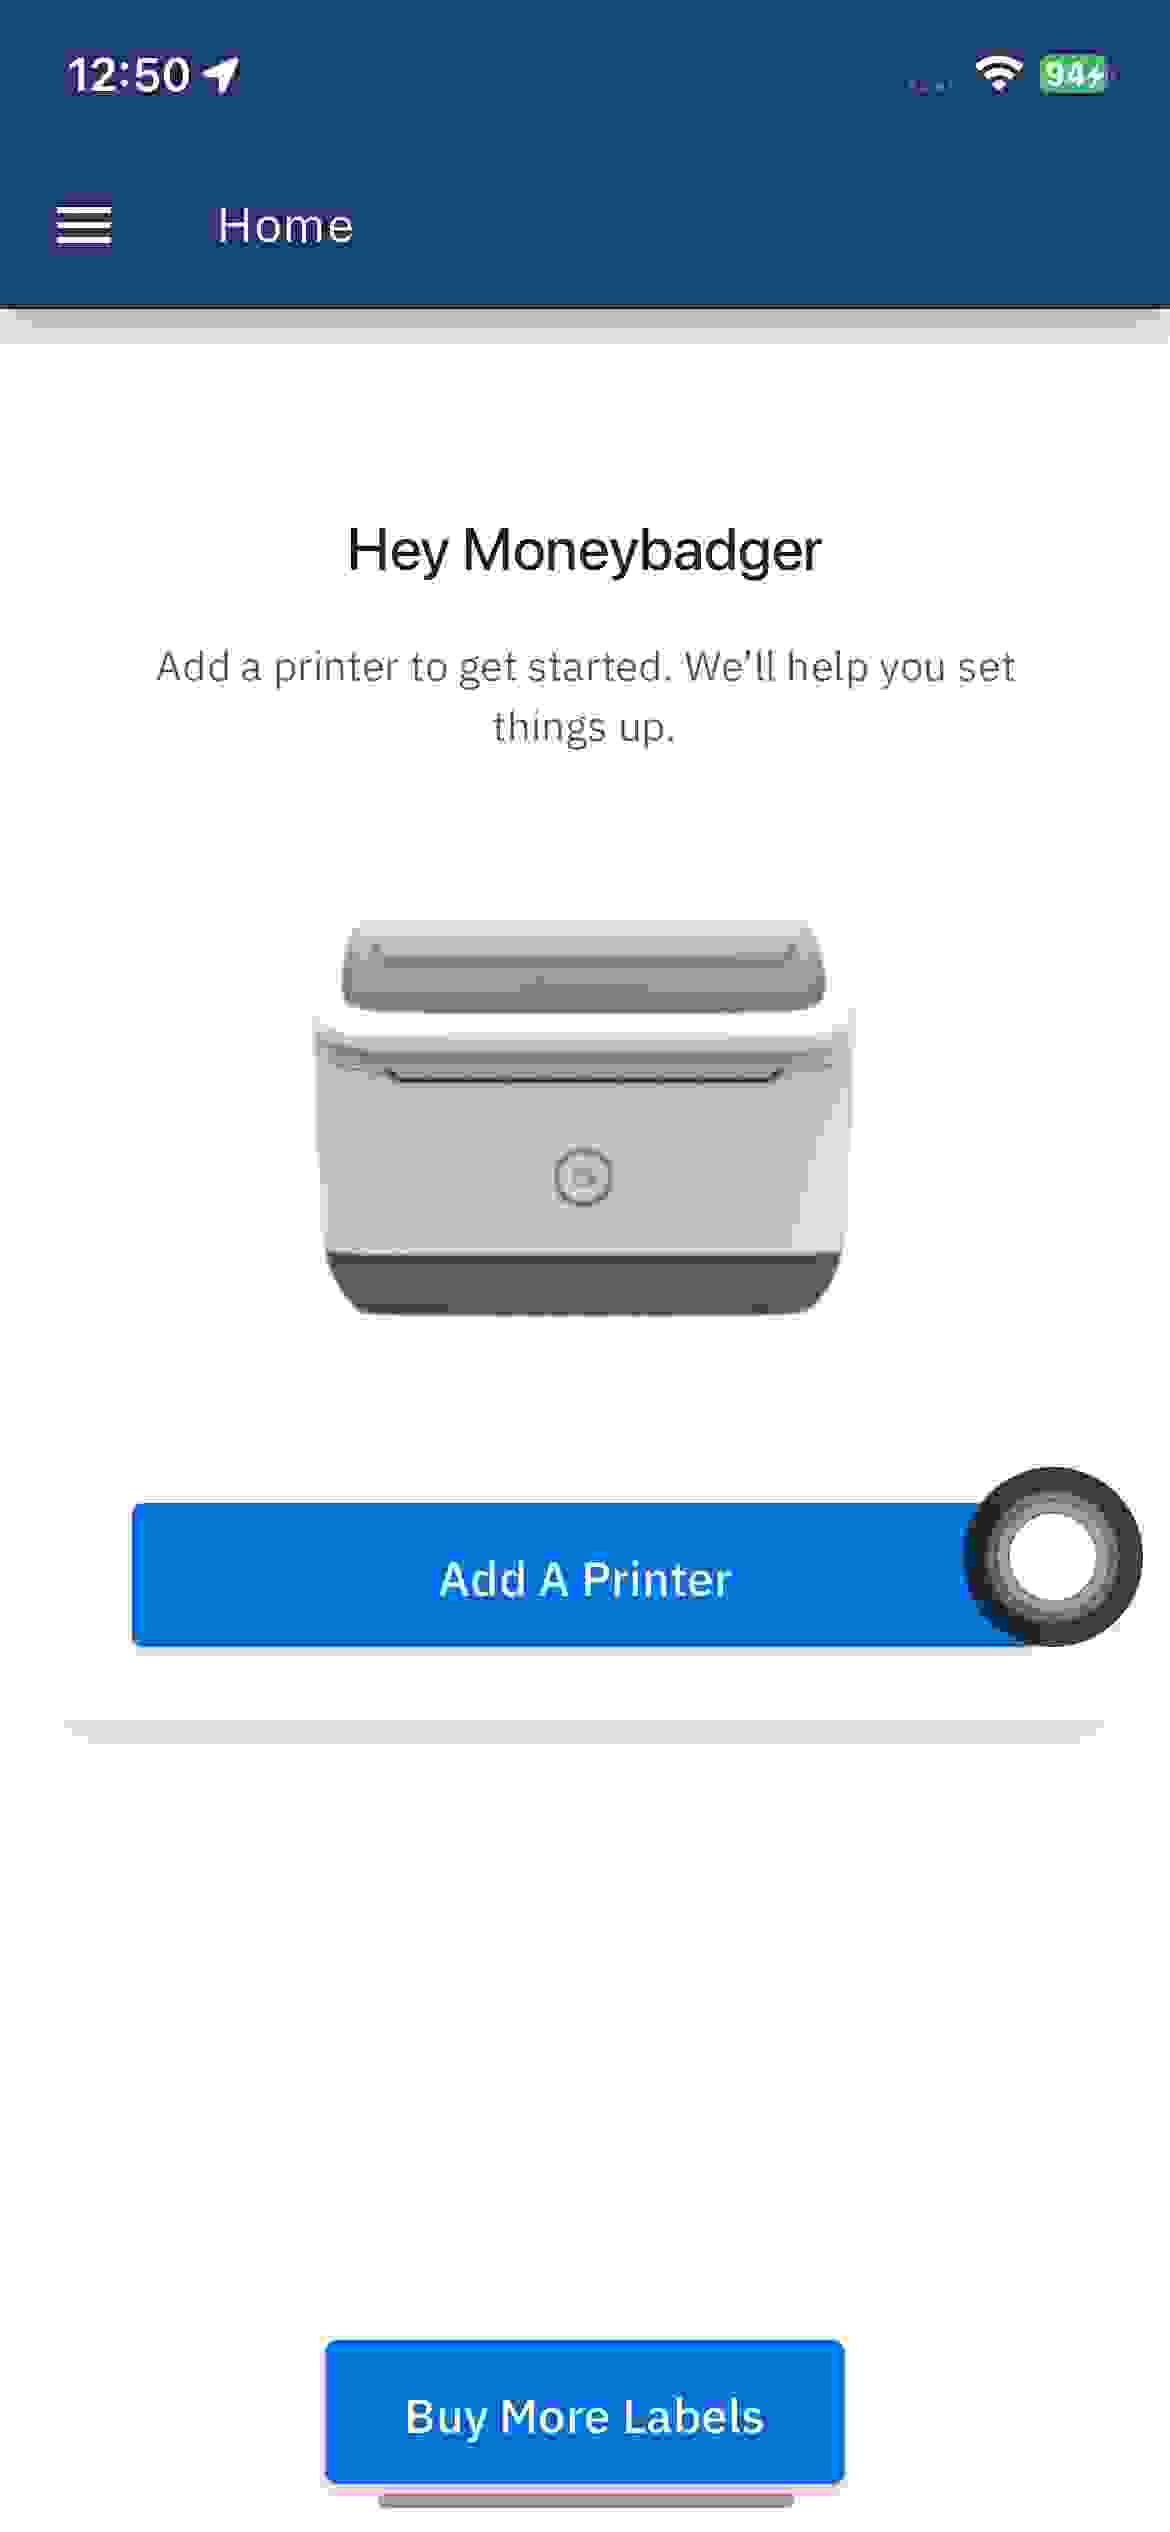 12:50
94
Home
Hey Moneybadger
Add a printer to get started. We'll help you set
things up.
Add A Printer
Buy More Labels